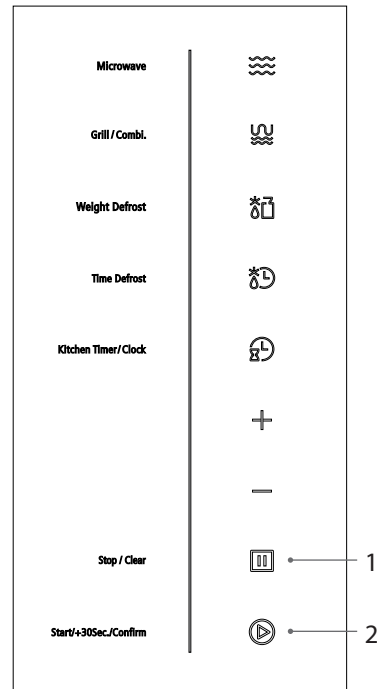 Microwave
Grill / Combi.
Weight Defrost
Time Defrost
Kitchen Timer/Clock
Stop / Clear
1
Start/+30Sec./Confirm
2